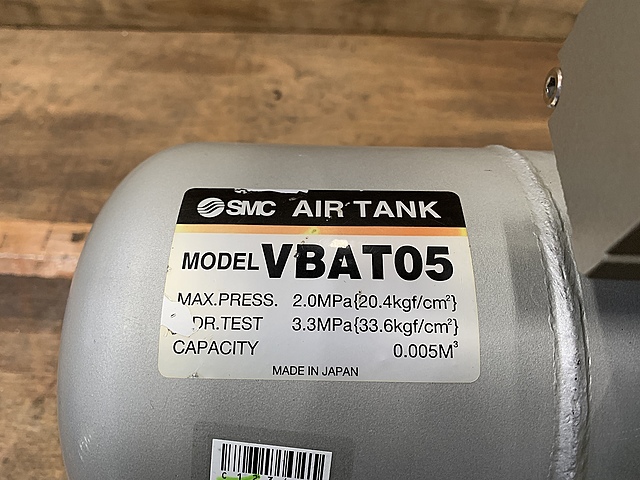 SMC AIR TANK
MODEL VBAT05
MAX.PRESS. 2.0MPa{20.4kgf/cm²}
DR.TEST 3.3MPa{33.6kgf/cm²}
CAPACITY 0.005M³
MADE IN JAPAN